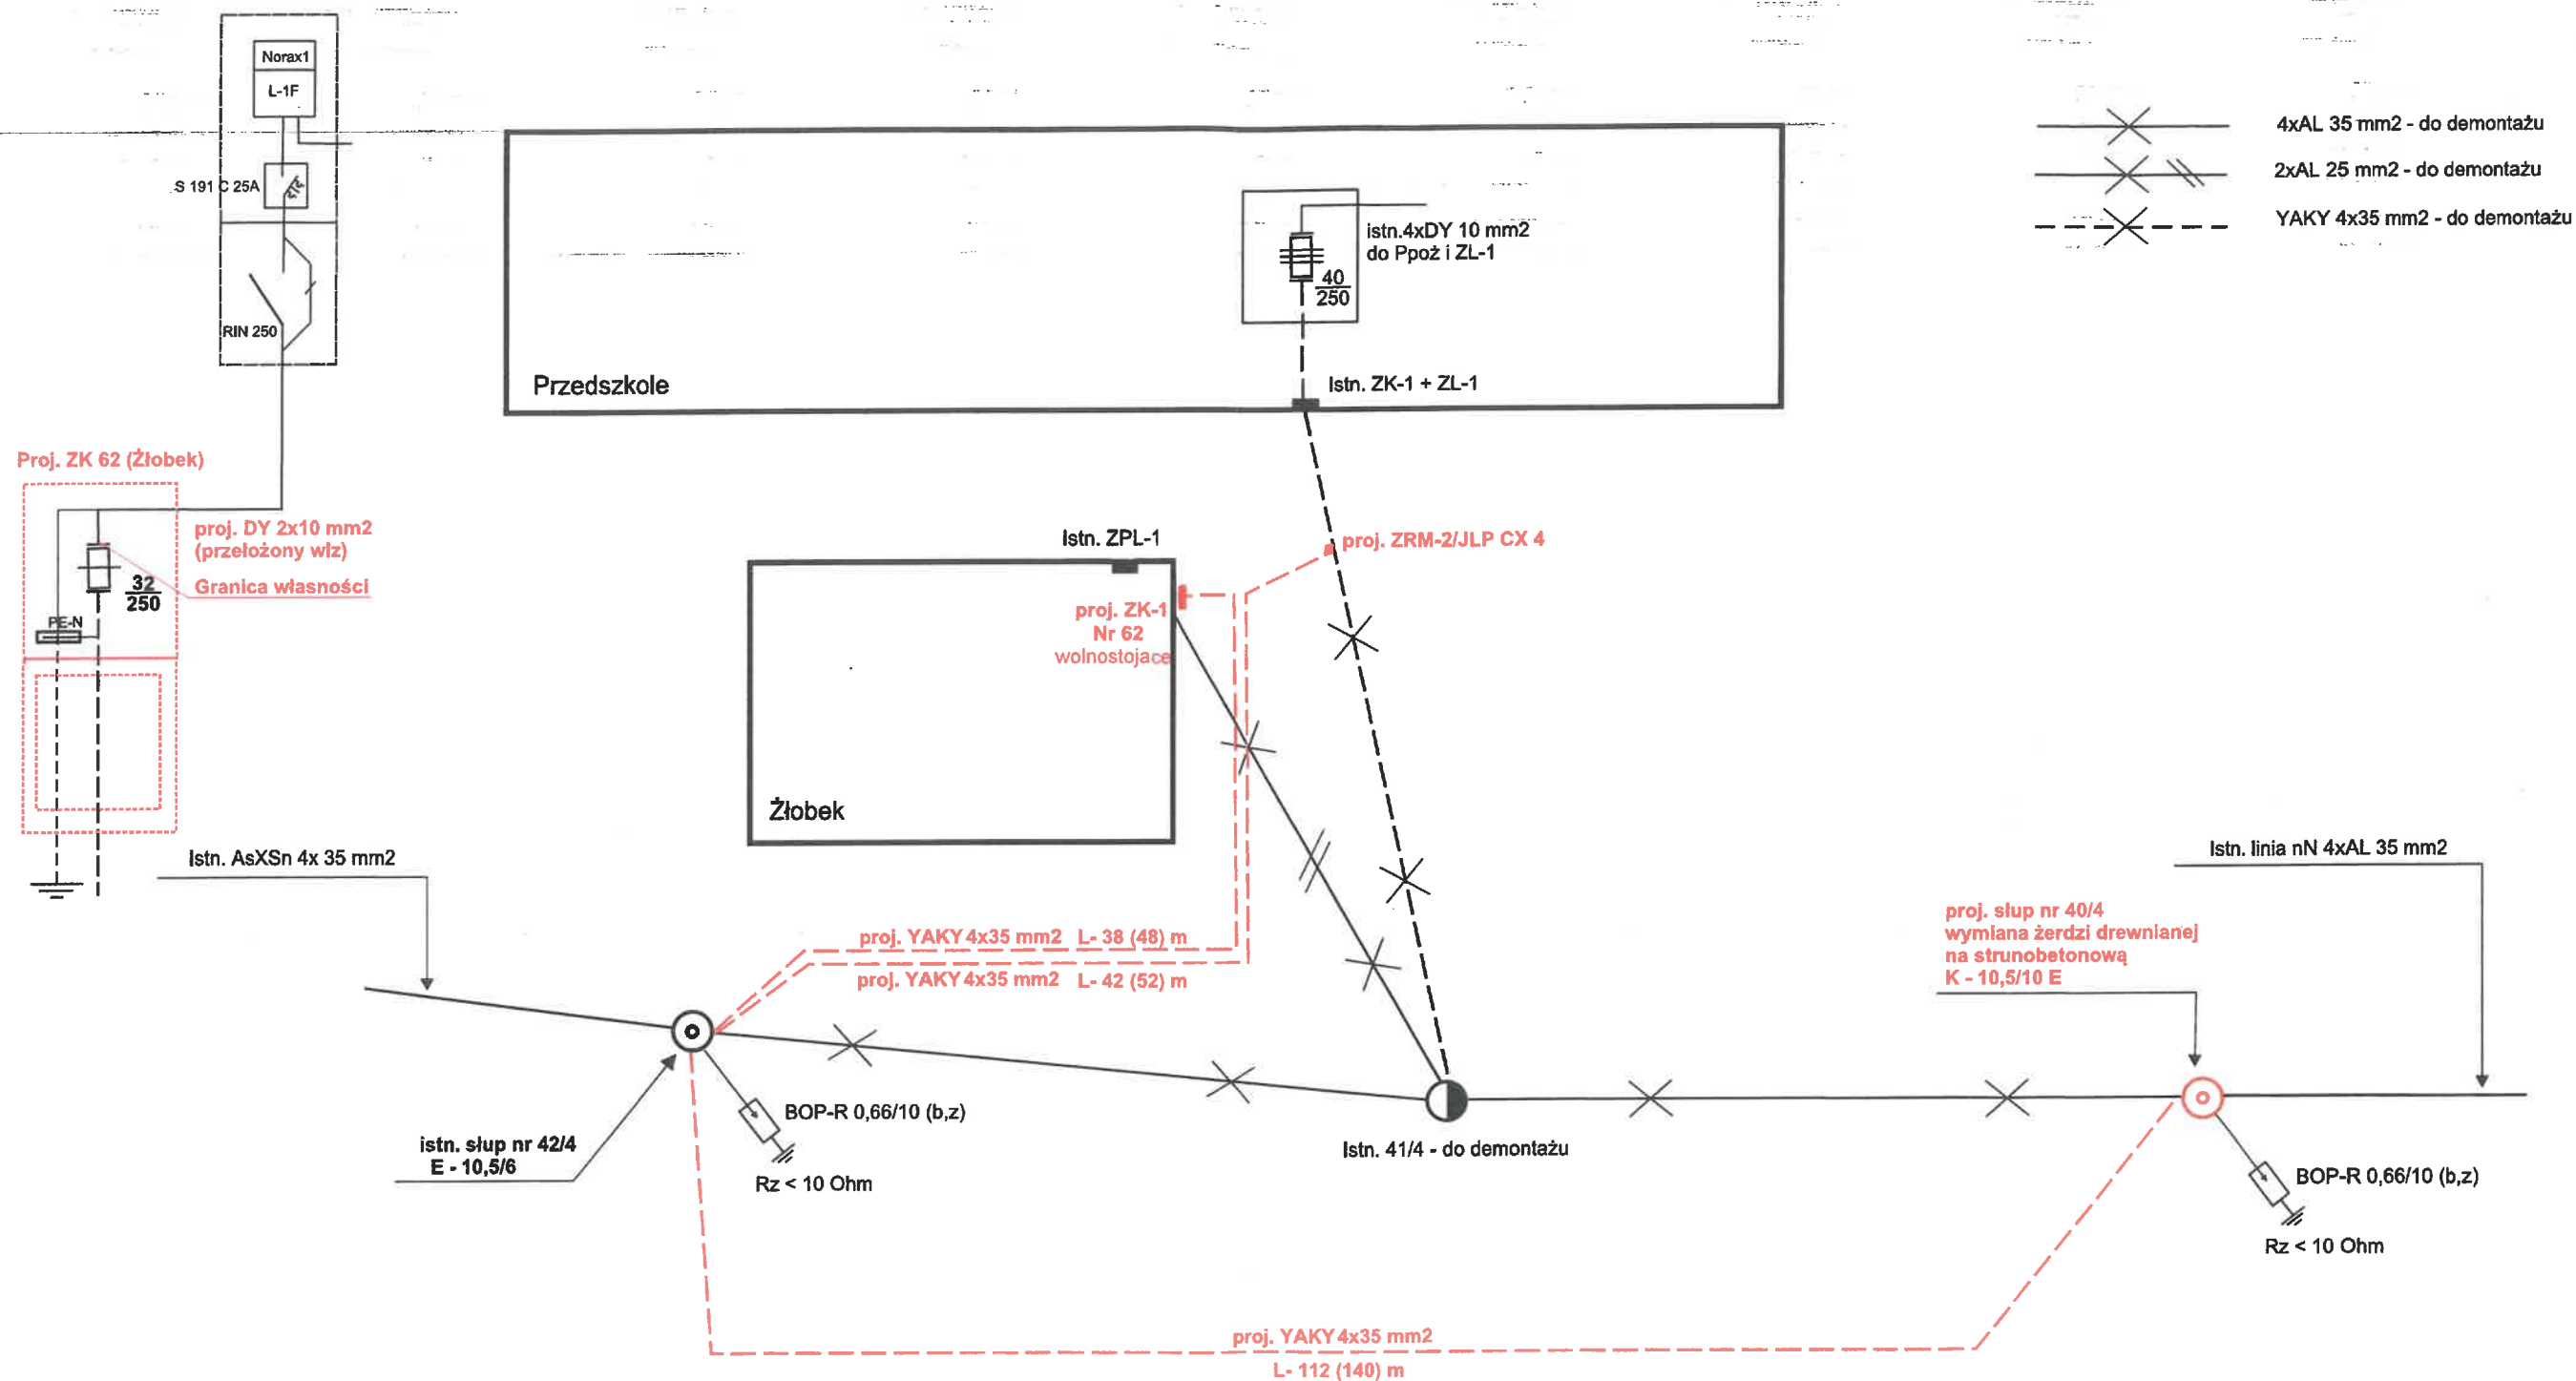 Norax1
L-1F
S 191 C 25A
RIN 250
4xAL 35 mm2 - do demontażu
2xAL 25 mm2 - do demontażu
YAKY 4x35 mm2 - do demontażu
istn.4xDY 10 mm2
do Ppoż i ZL-1
40
250
Przedszkole
Istn. ZK-1 + ZL-1
Proj. ZK 62 (Żłobek)
proj. DY 2x10 mm2
(przełożony wlz)
Granica własności
32
250
PE-N
Istn. ZPL-1
proj. ZRM-2/JLP CX 4
proj. ZK-1
Nr 62
wolnostojace
Żłobek
Istn. AsXSn 4x 35 mm2
Istn. linia nN 4xAL 35 mm2
proj. słup nr 40/4
wymiana żerdzi drewnianej
na strunobetonową
K - 10,5/10 E
proj. YAKY 4x35 mm2 L- 38 (48) m
proj. YAKY 4x35 mm2 L- 42 (52) m
BOP-R 0,66/10 (b,z)
Rz < 10 Ohm
istn. słup nr 42/4
E - 10,5/6
Istn. 41/4 - do demontażu
BOP-R 0,66/10 (b,z)
Rz < 10 Ohm
proj. YAKY 4x35 mm2
L- 112 (140) m